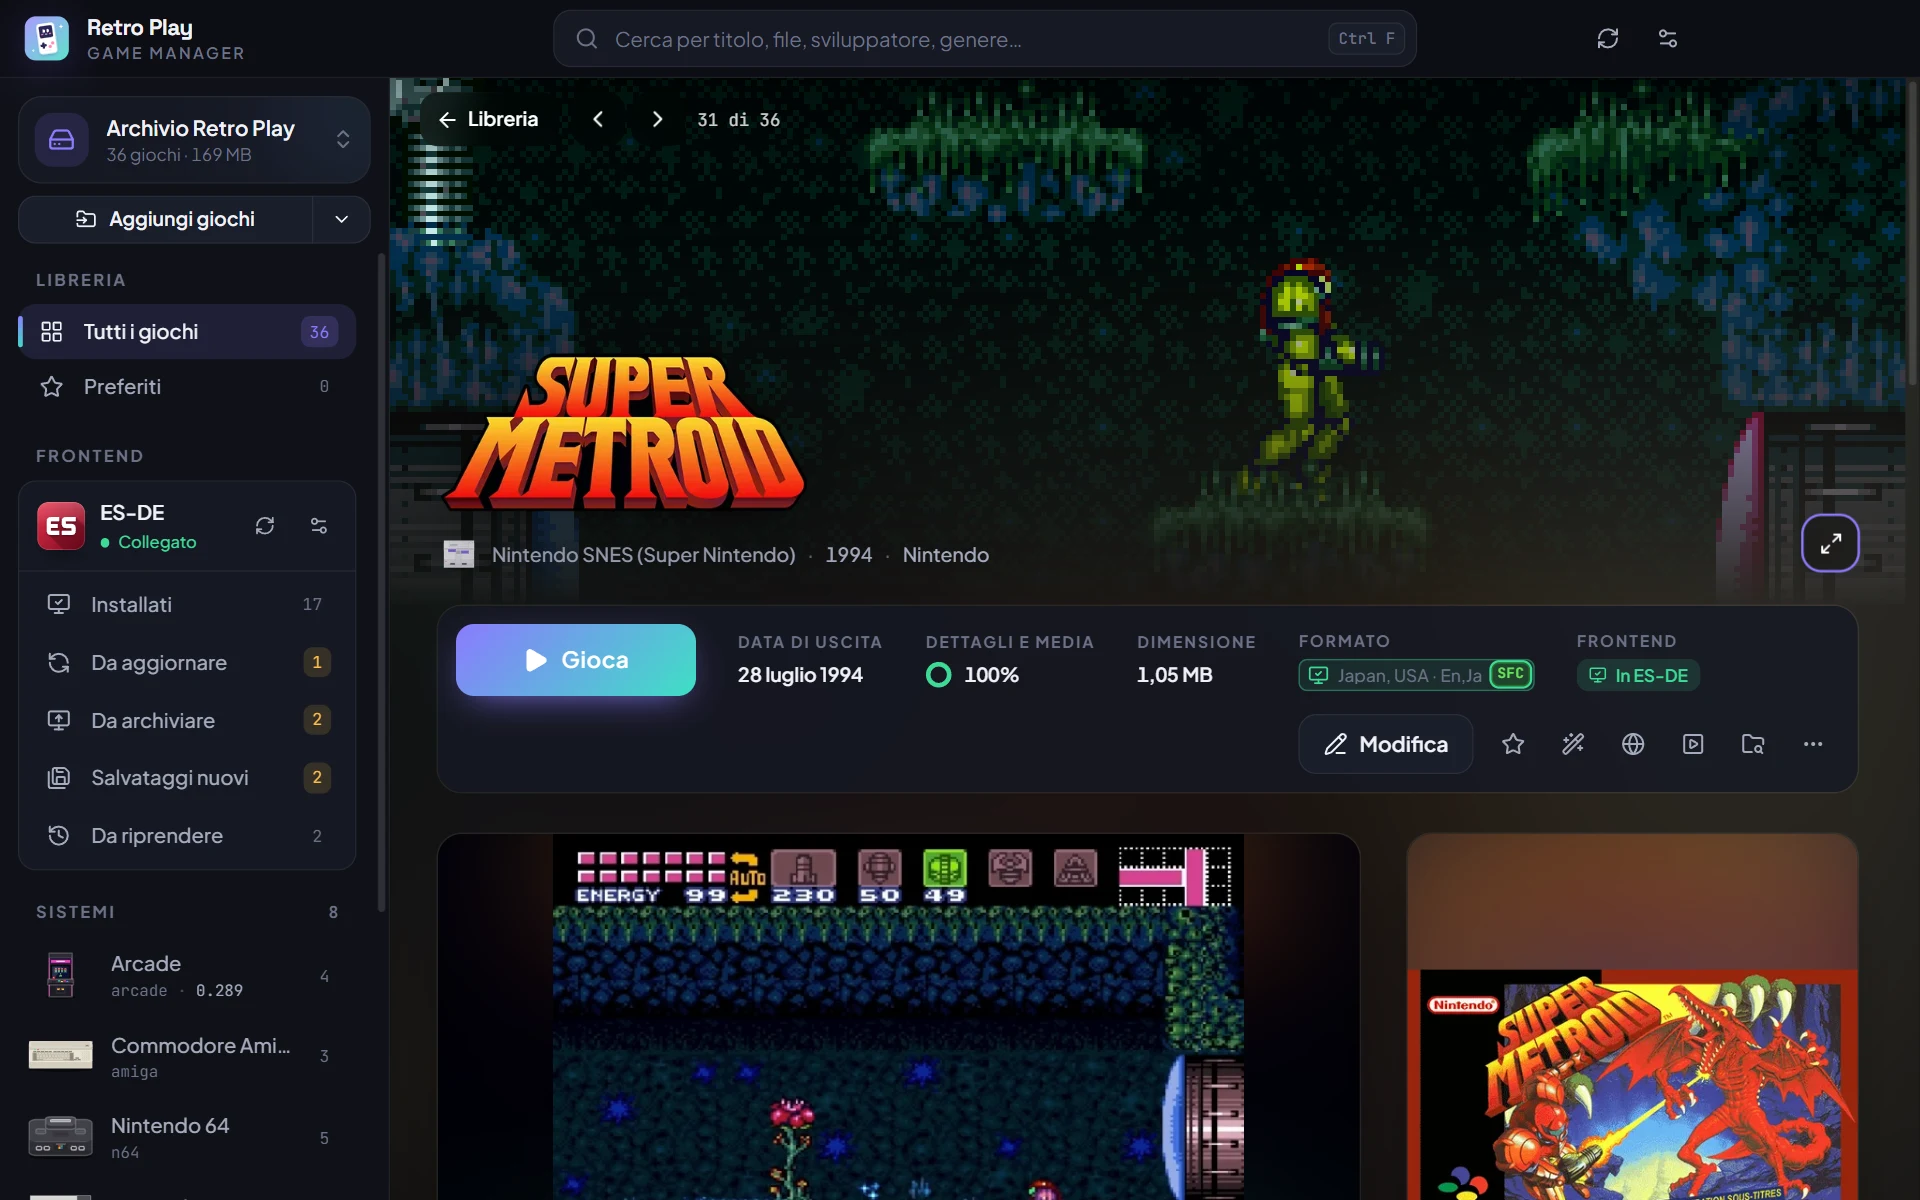 Retro Play
GAME MANAGER
Cerca per titolo, file, sviluppatore, genere…
Ctrl F
Archivio Retro Play
36 giochi · 169 MB
Aggiungi giochi
LIBRERIA
Tutti i giochi
36
Preferiti
0
FRONTEND
ES
ES-DE
Collegato
Installati
17
Da aggiornare
1
Da archiviare
2
Salvataggi nuovi
2
Da riprendere
2
SISTEMI
8
Arcade
arcade · 0.289
4
Commodore Ami…
amiga
3
Nintendo 64
n64
5
Libreria
31 di 36
SUPER
METROID
Nintendo SNES (Super Nintendo) · 1994 · Nintendo
Gioca
DATA DI USCITA
28 luglio 1994
DETTAGLI E MEDIA
100%
DIMENSIONE
1,05 MB
FORMATO
Japan, USA · En,Ja
SFC
FRONTEND
In ES-DE
Modifica
AUTO
ENERGY 99
230
50
49
Nintendo
SUPER
METROID
SOUS-TITRES